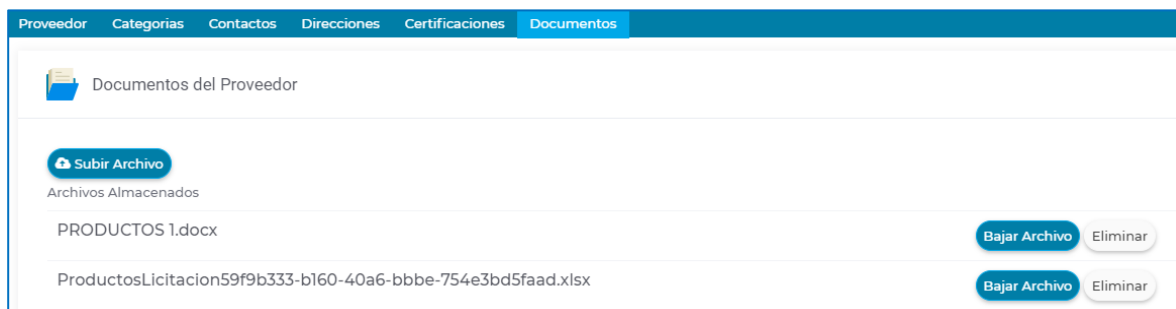 Proveedor Categorias Contactos Direcciones Certificaciones Documentos
Documentos del Proveedor
Subir Archivo
Archivos Almacenados
PRODUCTOS 1.docx Bajar Archivo Eliminar
ProductosLicitacion59f9b333-b160-40a6-bbbe-754e3bd5faad.xlsx Bajar Archivo Eliminar